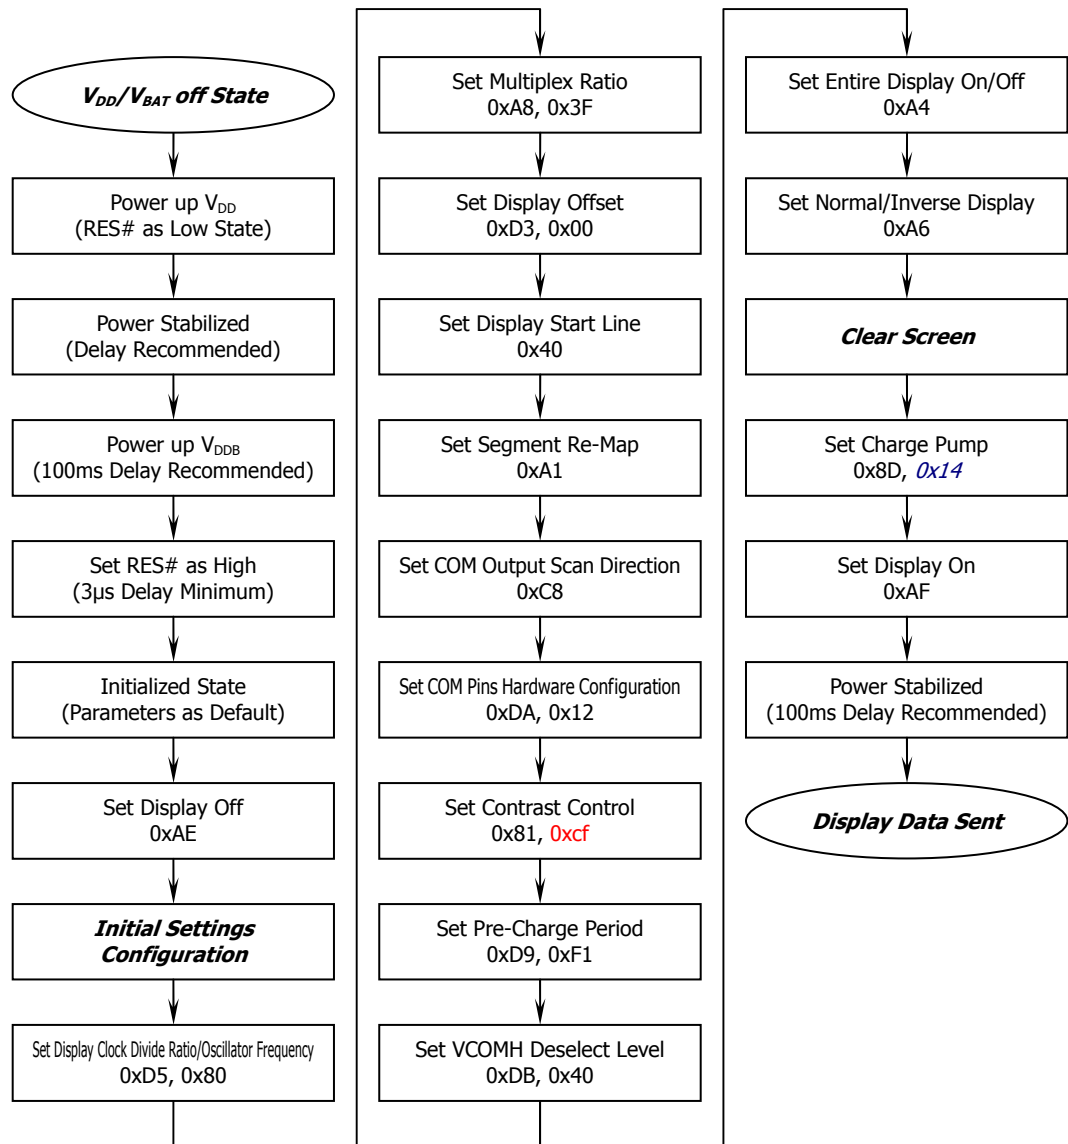 V_DD/V_BAT off State
Power up V_DD
(RES# as Low State)
Power Stabilized
(Delay Recommended)
Power up V_DDB
(100ms Delay Recommended)
Set RES# as High
(3μs Delay Minimum)
Initialized State
(Parameters as Default)
Set Display Off
0xAE
Initial Settings
Configuration
Set Display Clock Divide Ratio/Oscillator Frequency
0xD5, 0x80
Set Multiplex Ratio
0xA8, 0x3F
Set Display Offset
0xD3, 0x00
Set Display Start Line
0x40
Set Segment Re-Map
0xA1
Set COM Output Scan Direction
0xC8
Set COM Pins Hardware Configuration
0xDA, 0x12
Set Contrast Control
0x81, 0xcf
Set Pre-Charge Period
0xD9, 0xF1
Set VCOMH Deselect Level
0xDB, 0x40
Set Entire Display On/Off
0xA4
Set Normal/Inverse Display
0xA6
Clear Screen
Set Charge Pump
0x8D, 0x14
Set Display On
0xAF
Power Stabilized
(100ms Delay Recommended)
Display Data Sent